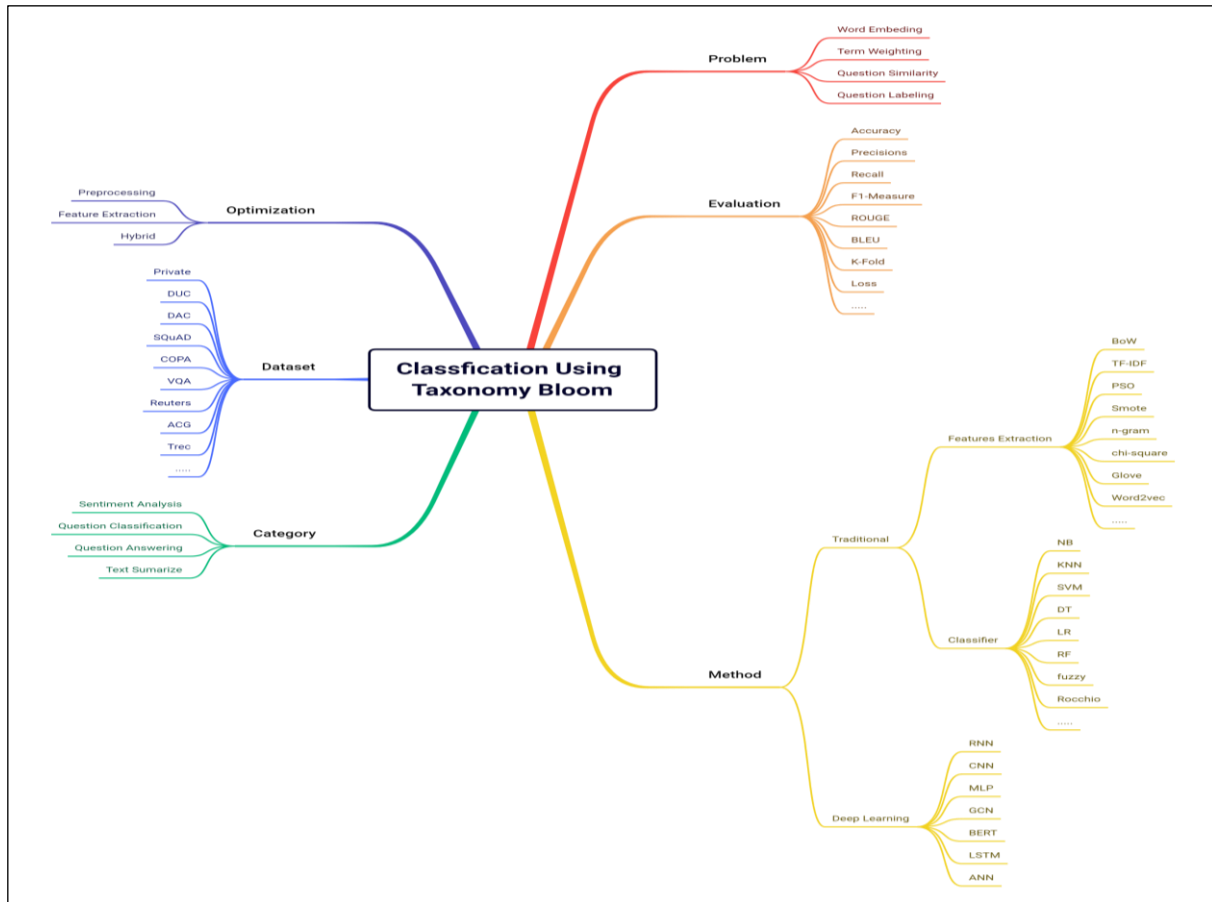 Classfication Using
Taxonomy Bloom
Problem
Word Embeding
Term Weighting
Question Similarity
Question Labeling
Evaluation
Accuracy
Precisions
Recall
F1-Measure
ROUGE
BLEU
K-Fold
Loss
.....
Method
Traditional
Features Extraction
BoW
TF-IDF
PSO
Smote
n-gram
chi-square
Glove
Word2vec
.....
Classifier
NB
KNN
SVM
DT
LR
RF
fuzzy
Rocchio
.....
Deep Learning
RNN
CNN
MLP
GCN
BERT
LSTM
ANN
Optimization
Preprocessing
Feature Extraction
Hybrid
Dataset
Private
DUC
DAC
SQuAD
COPA
VQA
Reuters
ACG
Trec
.....
Category
Sentiment Analysis
Question Classification
Question Answering
Text Sumarize